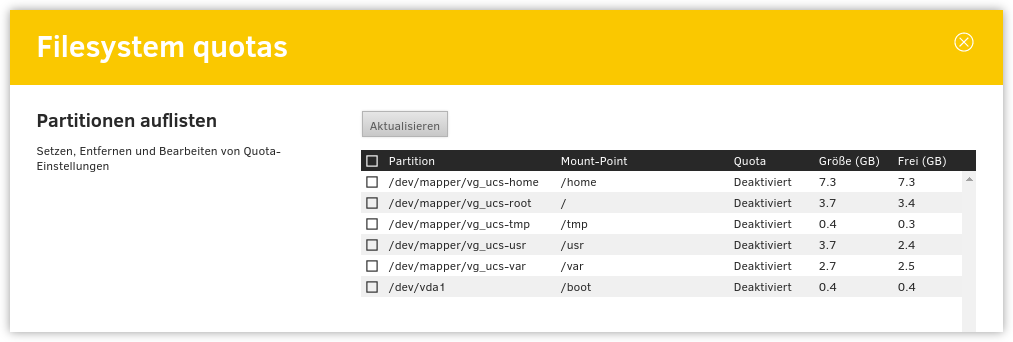 Filesystem quotas
Partitionen auflisten
Setzen, Entfernen und Bearbeiten von Quota-
Einstellungen
Aktualisieren
Partition Mount-Point Quota Größe (GB) Frei (GB)
/dev/mapper/vg_ucs-home /home Deaktiviert 7.3 7.3
/dev/mapper/vg_ucs-root / Deaktiviert 3.7 3.4
/dev/mapper/vg_ucs-tmp /tmp Deaktiviert 0.4 0.3
/dev/mapper/vg_ucs-usr /usr Deaktiviert 3.7 2.4
/dev/mapper/vg_ucs-var /var Deaktiviert 2.7 2.5
/dev/vda1 /boot Deaktiviert 0.4 0.4